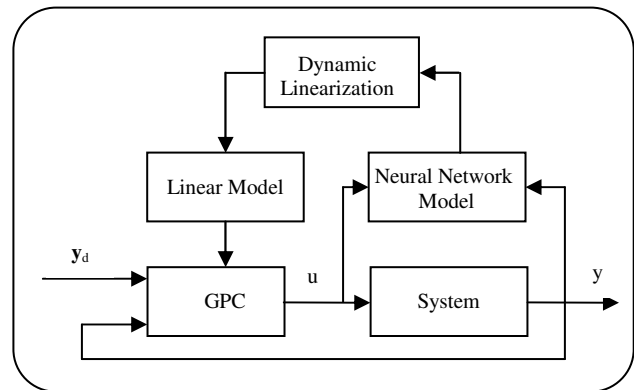 Dynamic
Linearization
Linear Model
Neural Network
Model
y_d
GPC
u
System
y